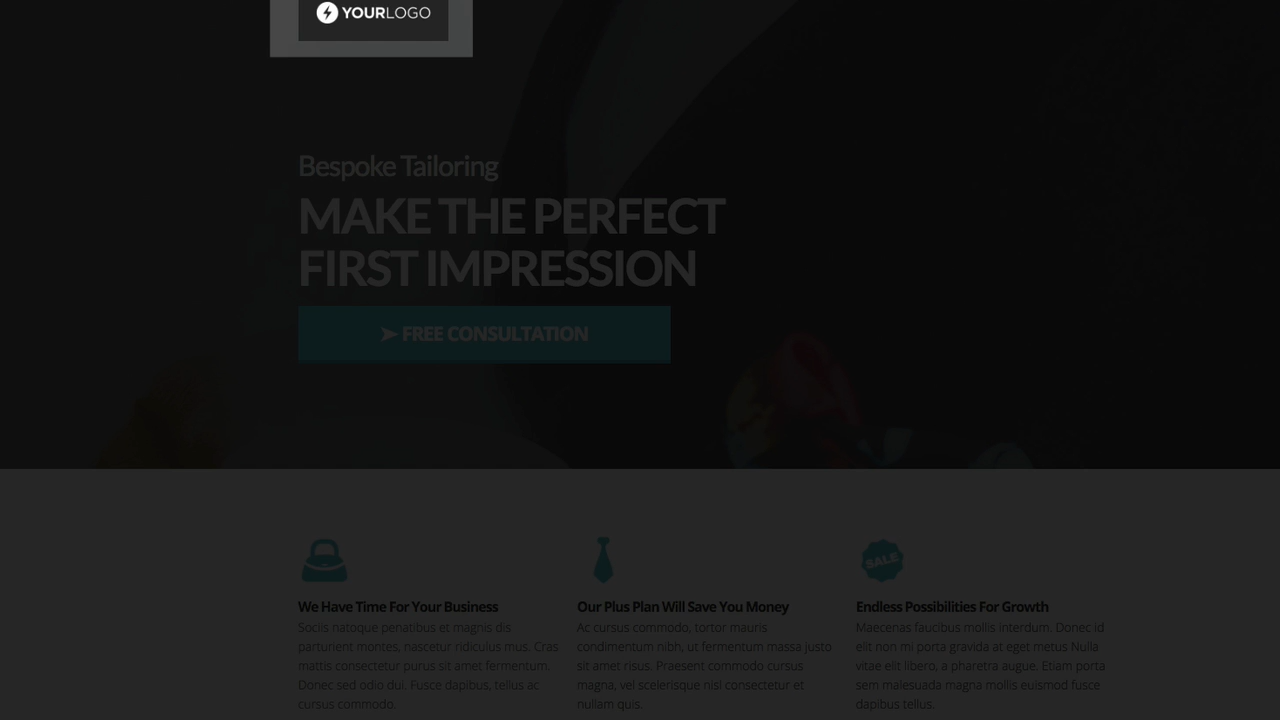 YOURLOGO
Bespoke Tailoring
MAKE THE PERFECT
FIRST IMPRESSION
➤ FREE CONSULTATION
SALE
We Have Time For Your Business
Sociis natoque penatibus et magnis dis
parturient montes, nascetur ridiculus mus. Cras
mattis consectetur purus sit amet fermentum.
Donec sed odio dui. Fusce dapibus, tellus ac
cursus commodo.
Our Plus Plan Will Save You Money
Ac cursus commodo, tortor mauris
condimentum nibh, ut fermentum massa justo
sit amet risus. Praesent commodo cursus
magna, vel scelerisque nisl consectetur et
nullam quis.
Endless Possibilities For Growth
Maecenas faucibus mollis interdum. Donec id
elit non mi porta gravida at eget metus Nulla
vitae elit libero, a pharetra augue. Etiam porta
sem malesuada magna mollis euismod fusce
dapibus tellus.